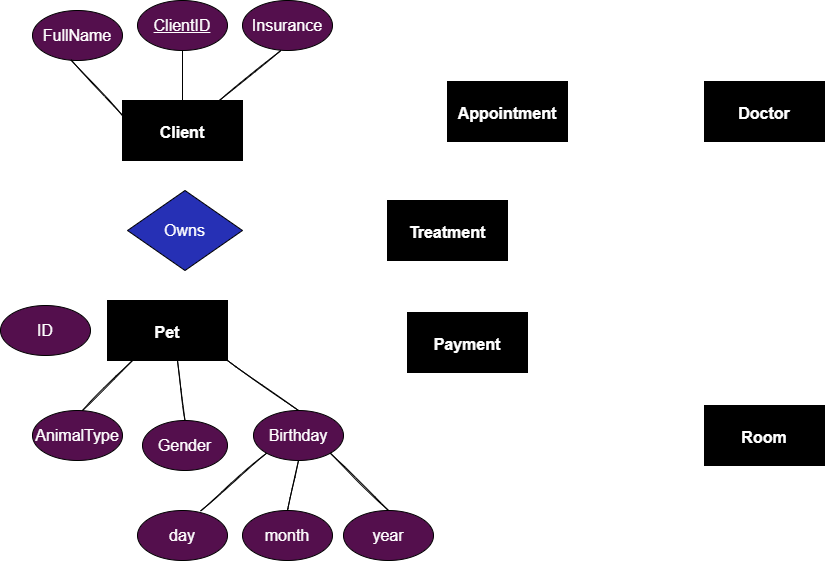 FullName
ClientID
Insurance
Client
Appointment
Doctor
Owns
Treatment
ID
Pet
Payment
AnimalType
Gender
Birthday
Room
day
month
year